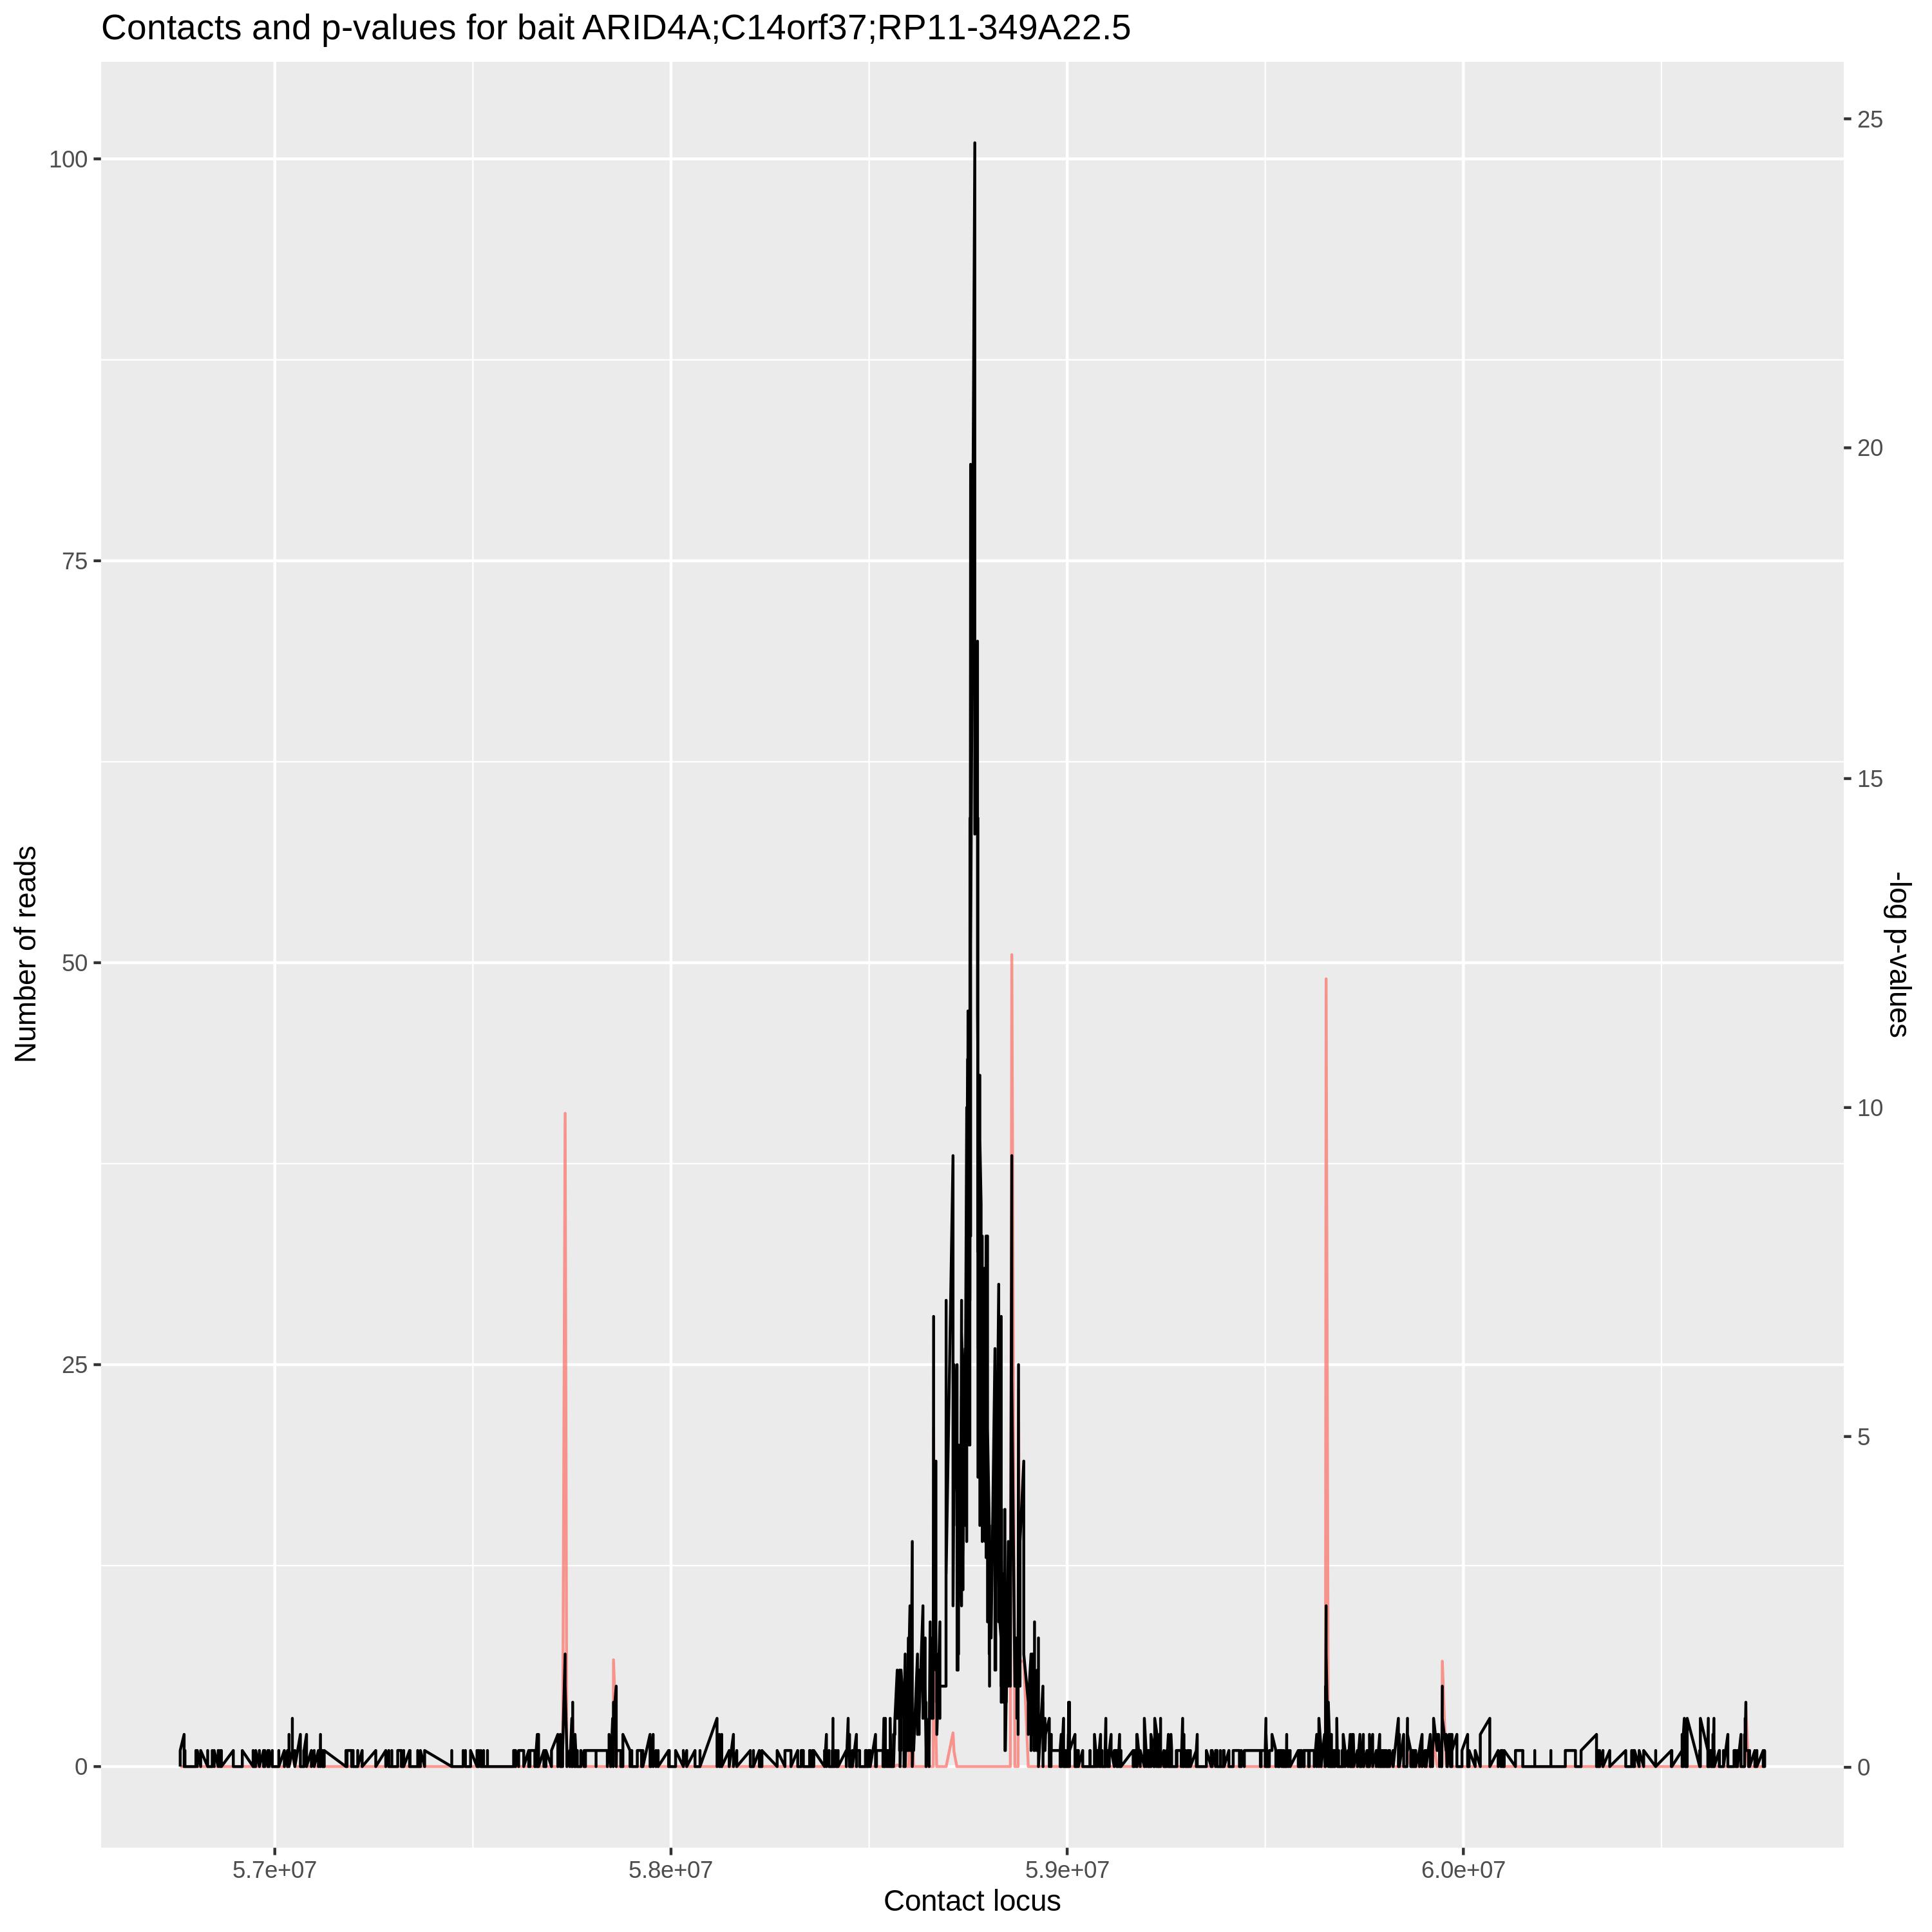 Contacts and p-values for bait ARID4A;C14orf37;RP11-349A22.5
Number of reads
100
75
50
25
0
25
20
15
10
5
0
-log p-values
5.7e+07
5.8e+07
5.9e+07
6.0e+07
Contact locus